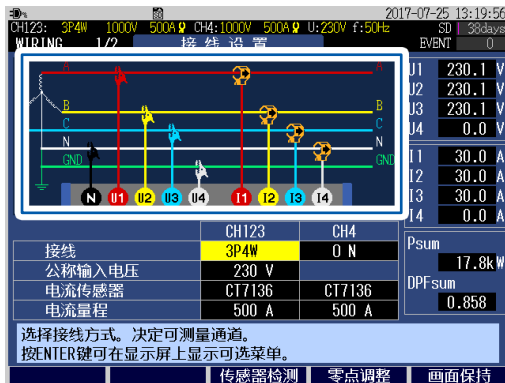 2017-07-25 13:19:56
CH123: 3P4W 1000V 500A CH4:1000V 500A U:230V f:50Hz SD 38days
WIRING 1/2 接线设置 EVENT 0
A A
B B
C C
N N
GND GND
N U1 U2 U3 U4 I1 I2 I3 I4
U1 230.1 V
U2 230.1 V
U3 230.1 V
U4 0.0 V
I1 30.0 A
I2 30.0 A
I3 30.0 A
I4 0.0 A
Psum
17.8kW
DPFsum
0.858
CH123 CH4
接线 3P4W ON
公称输入电压 230 V
电流传感器 CT7136 CT7136
电流量程 500 A 500 A
选择接线方式。决定可测量通道。
按ENTER键可在显示屏上显示可选菜单。
传感器检测 零点调整 画面保持